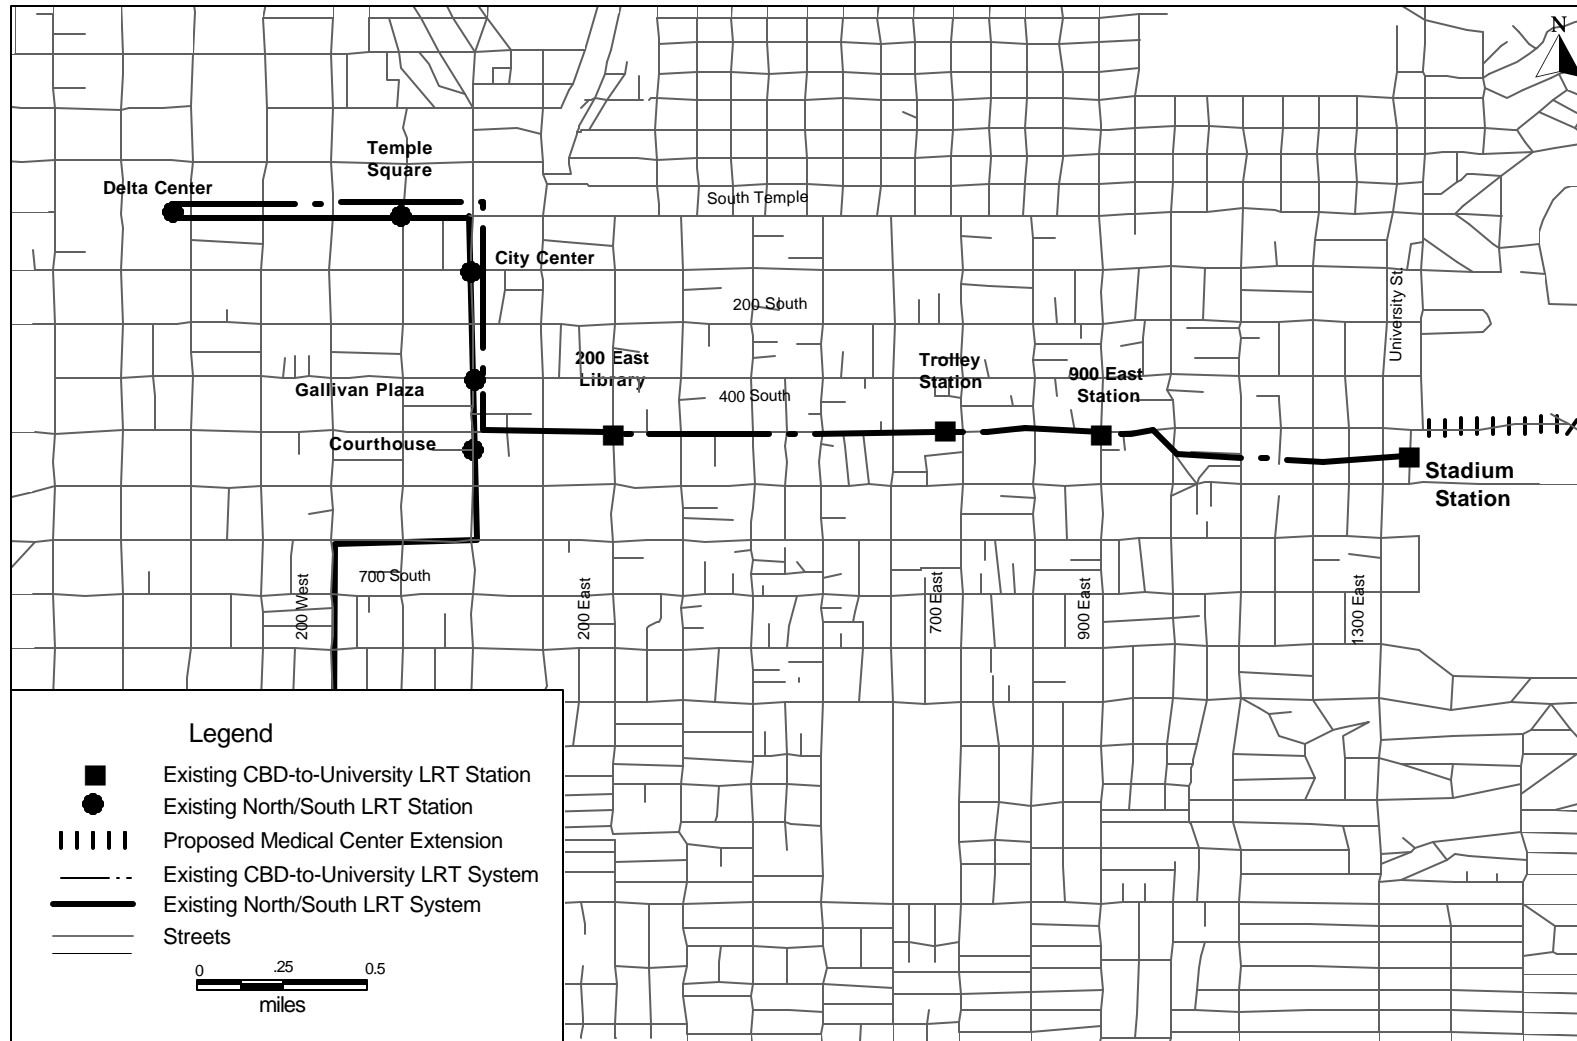 N
Temple
Square
Delta Center
South Temple
City Center
University St.
200 South
200 East
Library
Trolley
Station
900 East
Station
Gallivan Plaza
400 South
Courthouse
Stadium
Station
700 South
200 West
200 East
700 East
900 East
1300 East
Legend
Existing CBD-to-University LRT Station
Existing North/South LRT Station
Proposed Medical Center Extension
Existing CBD-to-University LRT System
Existing North/South LRT System
Streets
0 .25 0.5
miles